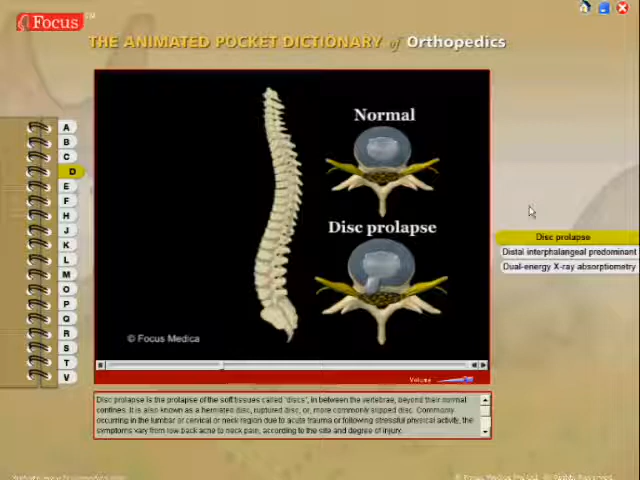 Focus
THE ANIMATED POCKET DICTIONARY of Orthopedics
Normal
Disc prolapse
© Focus Medica
A
B
C
D
E
F
H
J
K
L
M
O
P
Q
R
S
T
V
Disc prolapse
Distal interphalangeal predominant
Dual-energy X-ray absorptiometry
Volume
Disc prolapse is the prolapse of the soft tissues called "discs", in between the vertebrae, beyond their normal
confines. It is also known as a herniated disc, ruptured disc, or, more commonly slipped disc. Commonly
occurring in the lumbar or cervical or neck region due to acute trauma or following stressful physical activity, the
symptoms vary from low back ache to neck pain, according to the site and degree of injury.